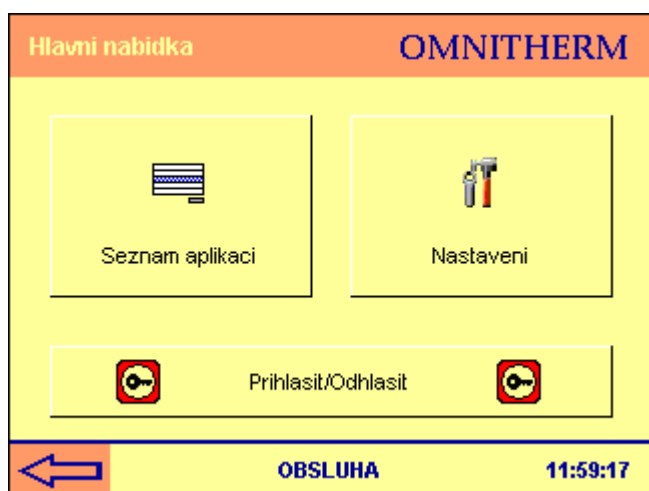 Hlavni nabidka
OMNITHERM
Seznam aplikaci
Nastaveni
Prihlasit/Odhlasit
OBSLUHA
11:59:17